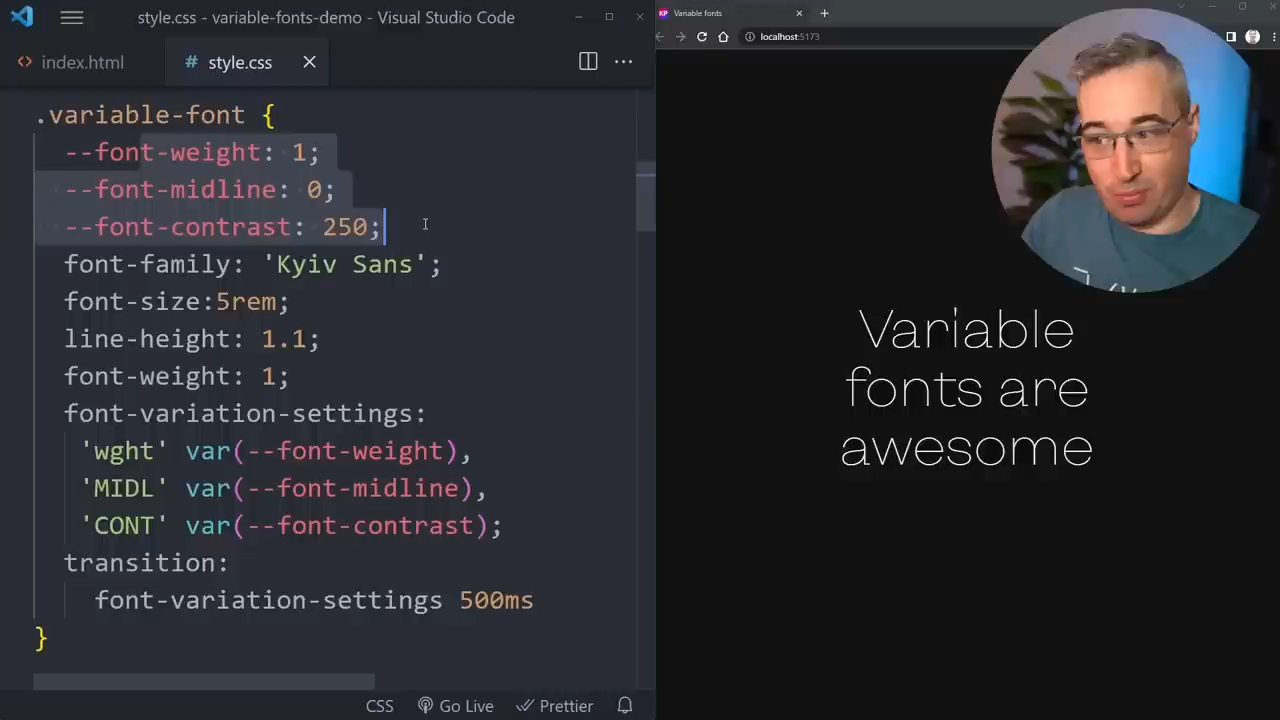 style.css - variable-fonts-demo - Visual Studio Code
index.html
# style.css
.variable-font {
--font-weight: 1;
--font-midline: 0;
--font-contrast: 250;
font-family: 'Kyiv Sans';
font-size:5rem;
line-height: 1.1;
font-weight: 1;
font-variation-settings:
'wght' var(--font-weight),
'MIDL' var(--font-midline),
'CONT' var(--font-contrast);
transition:
font-variation-settings 500ms
}
CSS
Go Live
Prettier
KP
Variable fonts
localhost:5173
Variable
fonts are
awesome